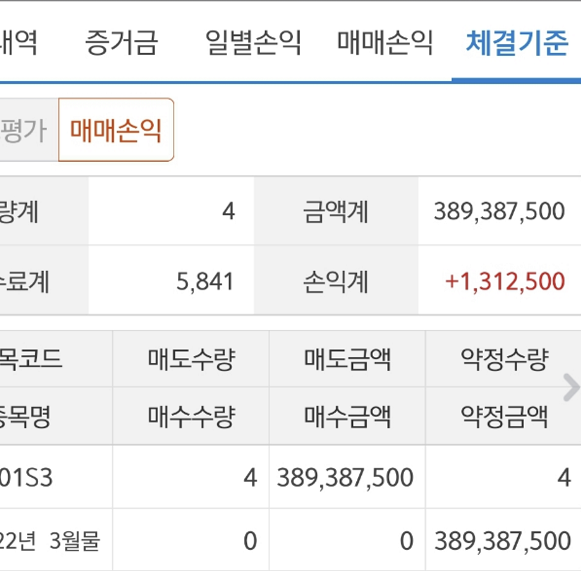 내역 증거금 일별손익 매매손익 체결기준
평가 매매손익
량계 4 금액계 389,387,500
수료계 5,841 손익계 +1,312,500
목코드 매도수량 매도금액 약정수량
종목명 매수수량 매수금액 약정금액
01S3 4 389,387,500 4
22년 3월물 0 0 389,387,500